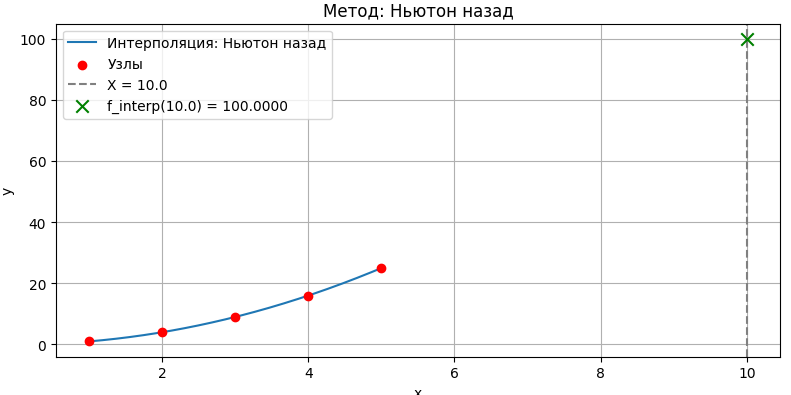 Метод: Ньютон назад
Интерполяция: Ньютон назад
Узлы
X = 10.0
f_interp(10.0) = 100.0000
100
80
60
40
20
0
y
2
4
6
8
10
x